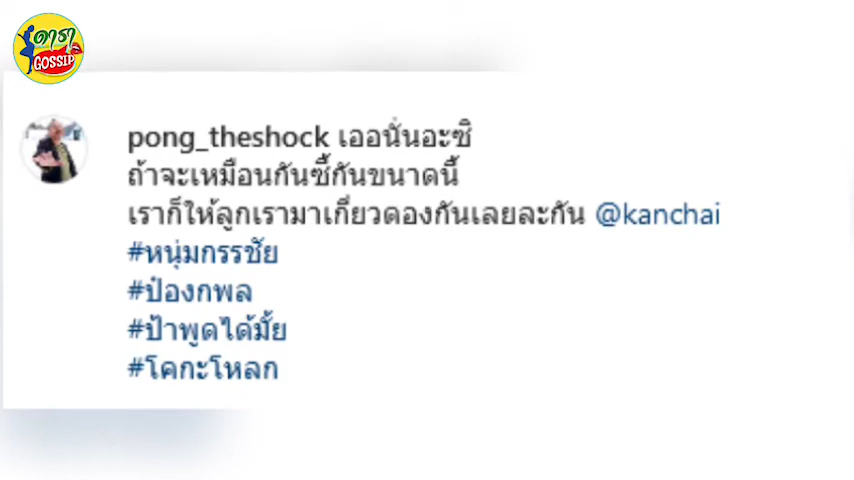 ดารา
GOSSIP
pong_theshock เออนั่นอะซิ
ถ้าจะเหมือนกันซี้กันขนาดนี้
เราก็ให้ลูกเรามาเกี่ยวดองกันเลยละกัน @kanchai
#หนุ่มกรรชัย
#ป๋องกพล
#ป้าพูดได้มั้ย
#โคกะโหลก